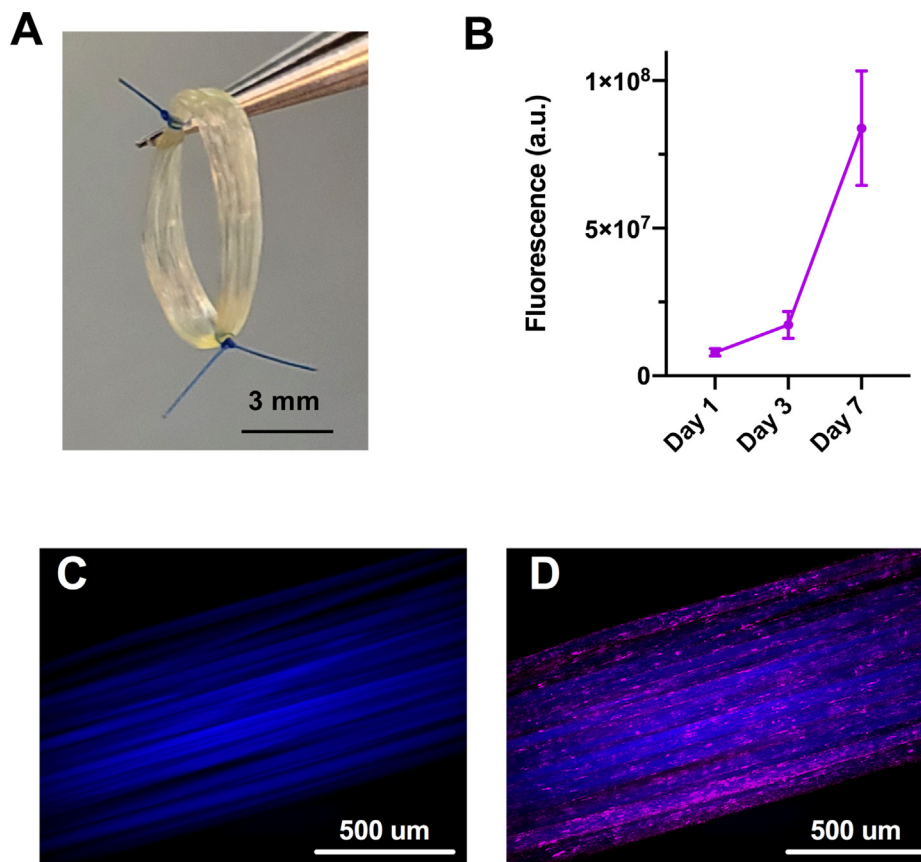 A
3 mm
B
Fluorescence (a.u.)
1×10⁸
5×10⁷
0
Day 1
Day 3
Day 7
C
500 um
D
500 um